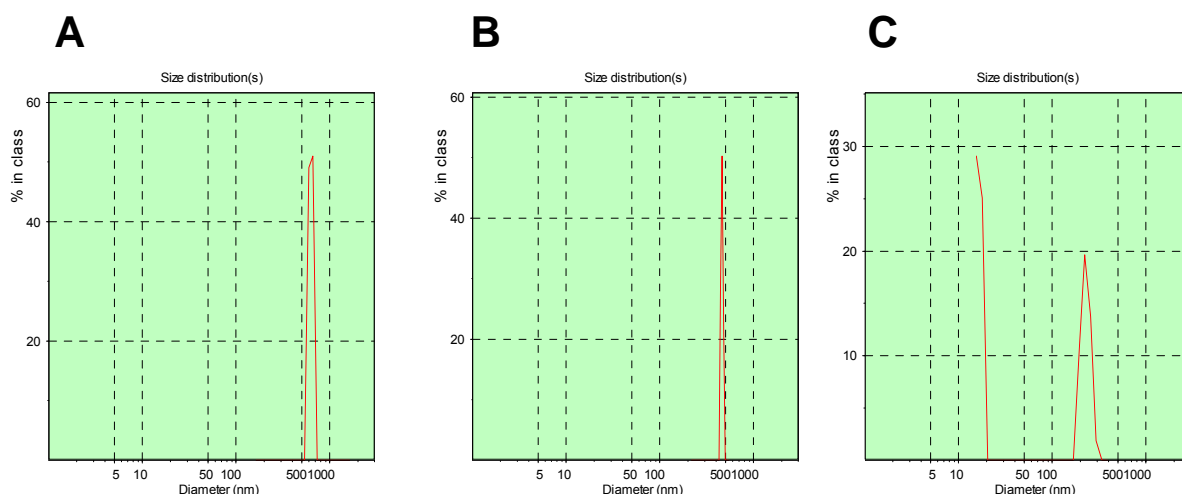 A
Size distribution(s)
% in class
60
40
20
5 10 50 100 5001000
Diameter (nm)
B
Size distribution(s)
% in class
60
40
20
5 10 50 100 5001000
Diameter (nm)
C
Size distribution(s)
% in class
30
20
10
5 10 50 100 5001000
Diameter (nm)